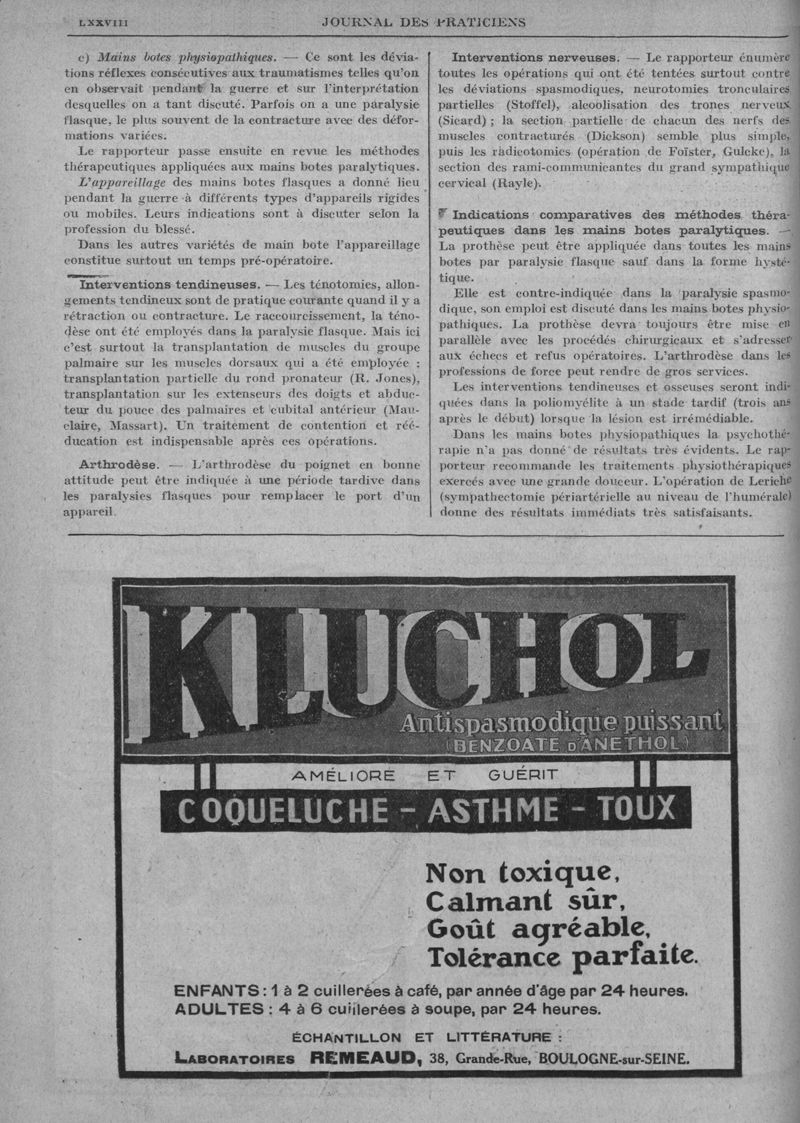 LXXVIII
JOURNAL DES PRATICIENS
c) Mains botes physiopathiques. — Ce sont les dévia-
tions réflexes consécutives aux traumatismes telles qu'on
en observait pendant la guerre et sur l'interprétation
desquelles on a tant discuté. Parfois on a une paralysie
flasque, le plus souvent de la contracture avec des défor-
mations variées.
Le rapporteur passe ensuite en revue les méthodes
thérapeutiques appliquées aux mains botes paralytiques.
L'appareillage des mains botes flasques a donné lieu
pendant la guerre à différents types d'appareils rigides
ou mobiles. Leurs indications sont à discuter selon la
profession du blessé.
Dans les autres variétés de main bote l'appareillage
constitue surtout un temps pré-opératoire.
Interventions tendineuses. — Les ténotomies, allon-
gements tendineux sont de pratique courante quand il y a
rétraction ou contracture. Le raccourcissement, la téno-
dèse ont été employés dans la paralysie flasque. Mais ici
c'est surtout la transplantation de muscles du groupe
palmaire sur les muscles dorsaux qui a été employée :
transplantation partielle du rond pronateur (R. Jones),
transplantation sur les extenseurs des doigts et abduc-
teur du pouce des palmaires et cubital antérieur (Mau-
claire, Massart). Un traitement de contention et réé-
ducation est indispensable après ces opérations.
Arthrodèse. — L'arthrodèse du poignet en bonne
attitude peut être indiquée à une période tardive dans
les paralysies flasques pour remplacer le port d'un
appareil.
Interventions nerveuses. — Le rapporteur énumère
toutes les opérations qui ont été tentées surtout contre
les déviations spasmodiques, neurotomies tronculaires
partielles (Stoffel), alcoolisation des troncs nerveux
(Sicard) ; la section partielle de chacun des nerfs des
muscles contracturés (Dickson) semble plus simple,
puis les radicotomies (opération de Foïster, Gulcke), la
section des rami-communicantes du grand sympathique
cervical (Rayle).
Indications comparatives des méthodes théra-
peutiques dans les mains botes paralytiques. —
La prothèse peut être appliquée dans toutes les mains
botes par paralysie flasque sauf dans la forme hysté-
tique.
Elle est contre-indiquée dans la paralysie spasmo-
dique, son emploi est discuté dans les mains botes physio-
pathiques. La prothèse devra toujours être mise en
parallèle avec les procédés chirurgicaux et s'adresser
aux échecs et refus opératoires. L'arthrodèse dans les
professions de force peut rendre de gros services.
Les interventions tendineuses et osseuses seront indi-
quées dans la poliomyélite à un stade tardif (trois ans
après le début) lorsque la lésion est irrémédiable.
Dans les mains botes physiopathiques la psychothé-
rapie n'a pas donné de résultats très évidents. Le rap-
porteur recommande les traitements physiothérapiques
exercés avec une grande douceur. L'opération de Leriche
(sympathectomie périartérielle au niveau de l'humérale)
donne des résultats immédiats très satisfaisants.
KLUCHOL
Antispasmodique puissant
(BENZOATE D'ANETHOL)
AMÉLIORE ET GUÉRIT
COQUELUCHE - ASTHME - TOUX
Non toxique,
Calmant sûr,
Goût agréable,
Tolérance parfaite.
ENFANTS : 1 à 2 cuillerées à café, par année d'âge par 24 heures.
ADULTES : 4 à 6 cuillerées à soupe, par 24 heures.
ÉCHANTILLON ET LITTÉRATURE :
LABORATOIRES REMEAUD, 38, Grande-Rue, BOULOGNE-sur-SEINE.